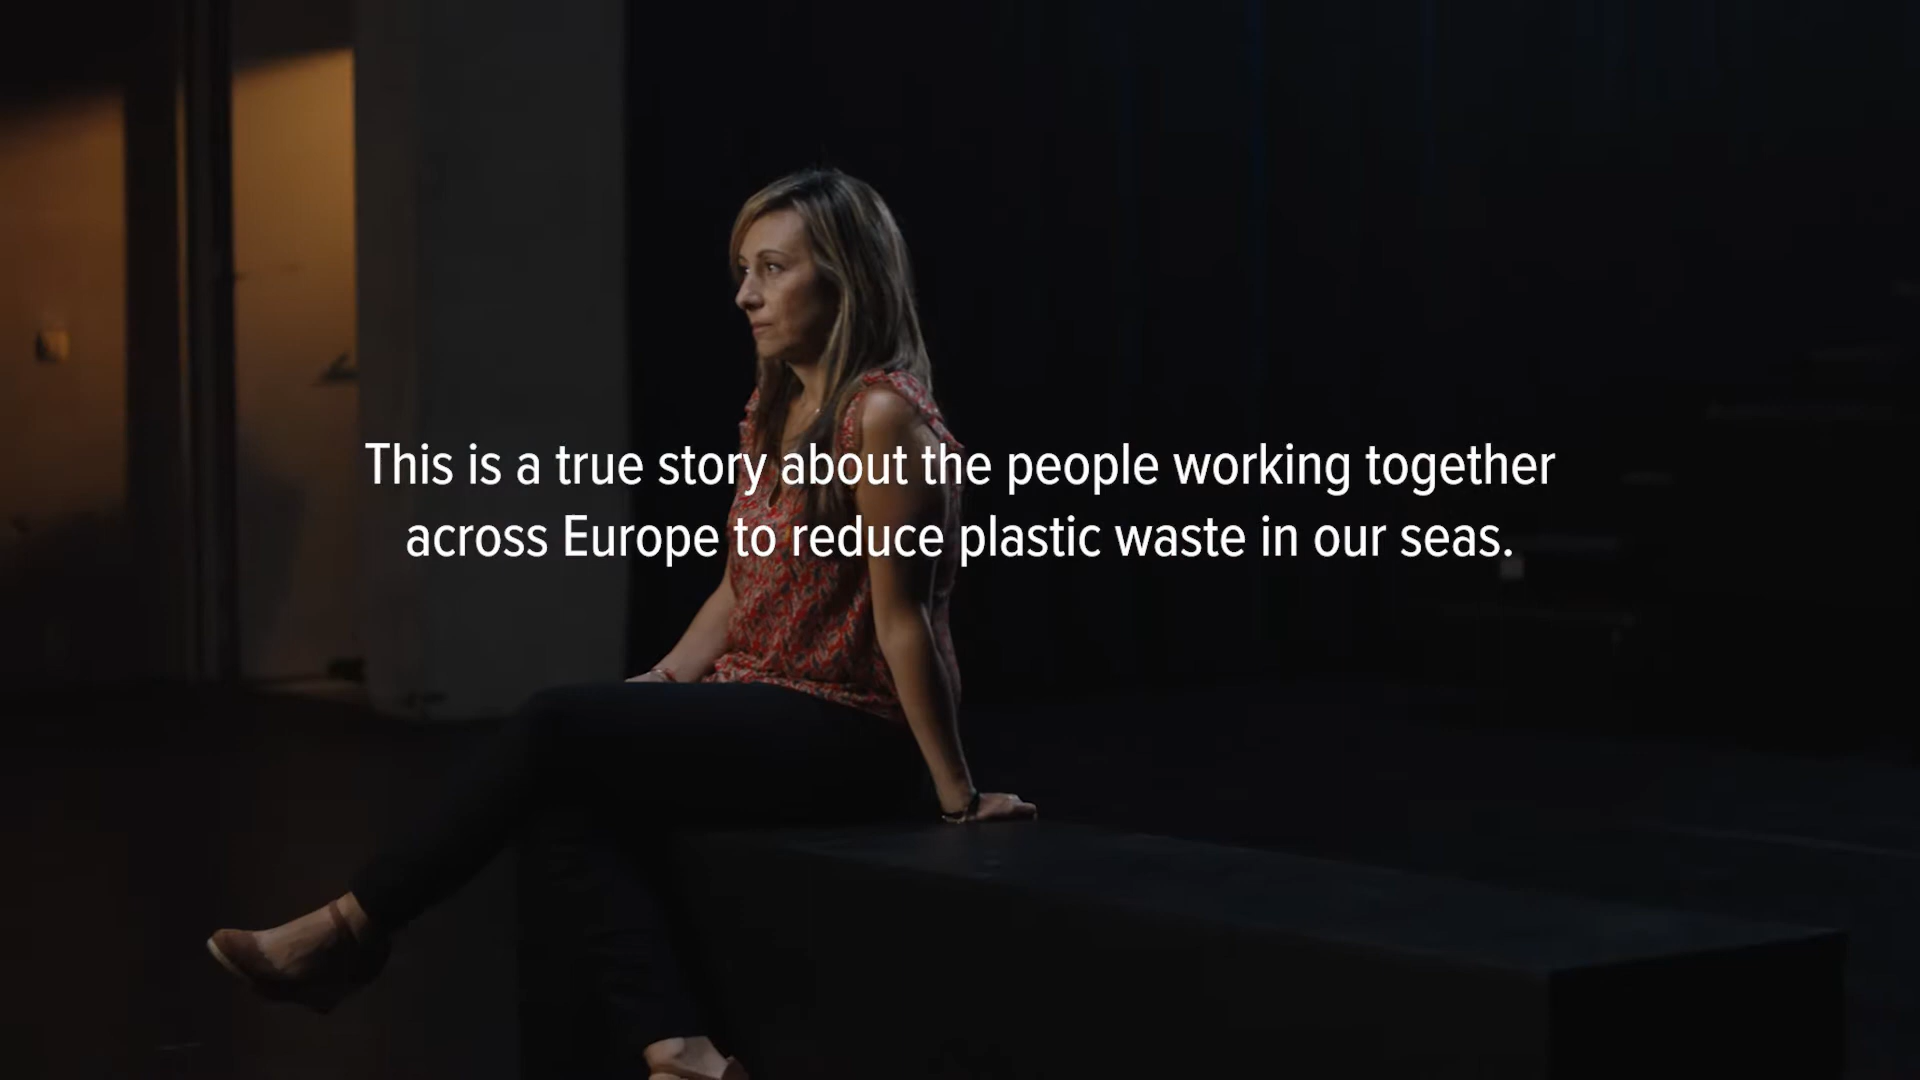 This is a true story about the people working together
across Europe to reduce plastic waste in our seas.